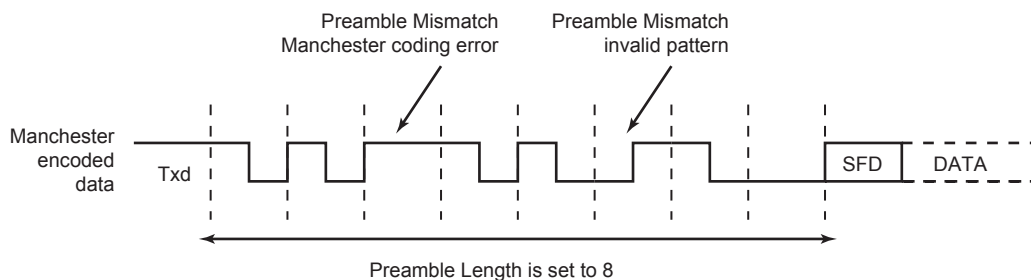 Preamble Mismatch
Manchester coding error
Preamble Mismatch
invalid pattern
Manchester
encoded
data
Txd
SFD
DATA
Preamble Length is set to 8